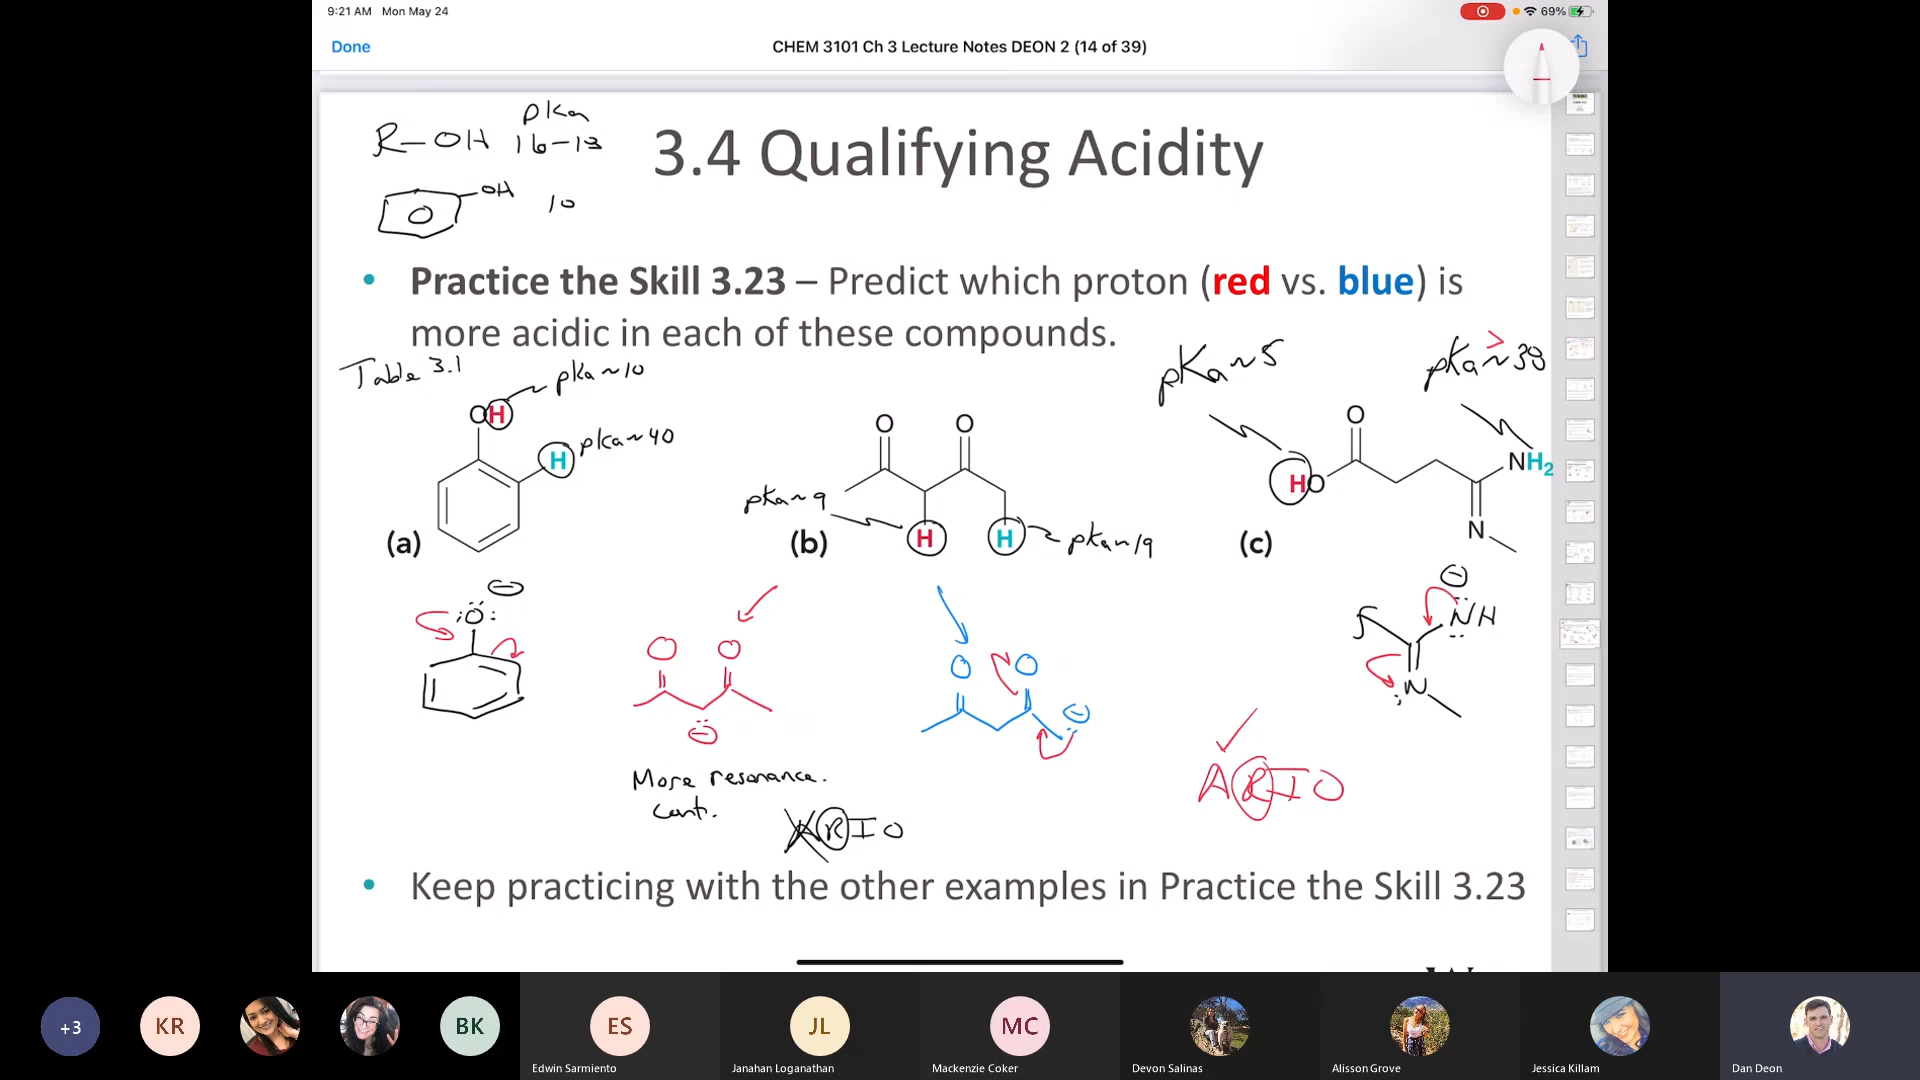 9:21 AM Mon May 24
69%
Done
CHEM 3101 Ch 3 Lecture Notes DEON 2 (14 of 39)
pKa
R-OH 16-18
OH 10
3.4 Qualifying Acidity
• Practice the Skill 3.23 – Predict which proton (red vs. blue) is
more acidic in each of these compounds.
Table 3.1
pKa~10
pKa~5
pKa~38
>
OH
H
pKa~40
O O
pKa~9
H H
pKa~19
O
HO
NH2
N
(a)
(b)
(c)
:O:
O O
O O
NH
:N
More resonance.
cont.
ARIO
ARIO
• Keep practicing with the other examples in Practice the Skill 3.23
+3
KR
BK
ES
JL
MC
Edwin Sarmiento
Janahan Loganathan
Mackenzie Coker
Devon Salinas
Alisson Grove
Jessica Killam
Dan Deon